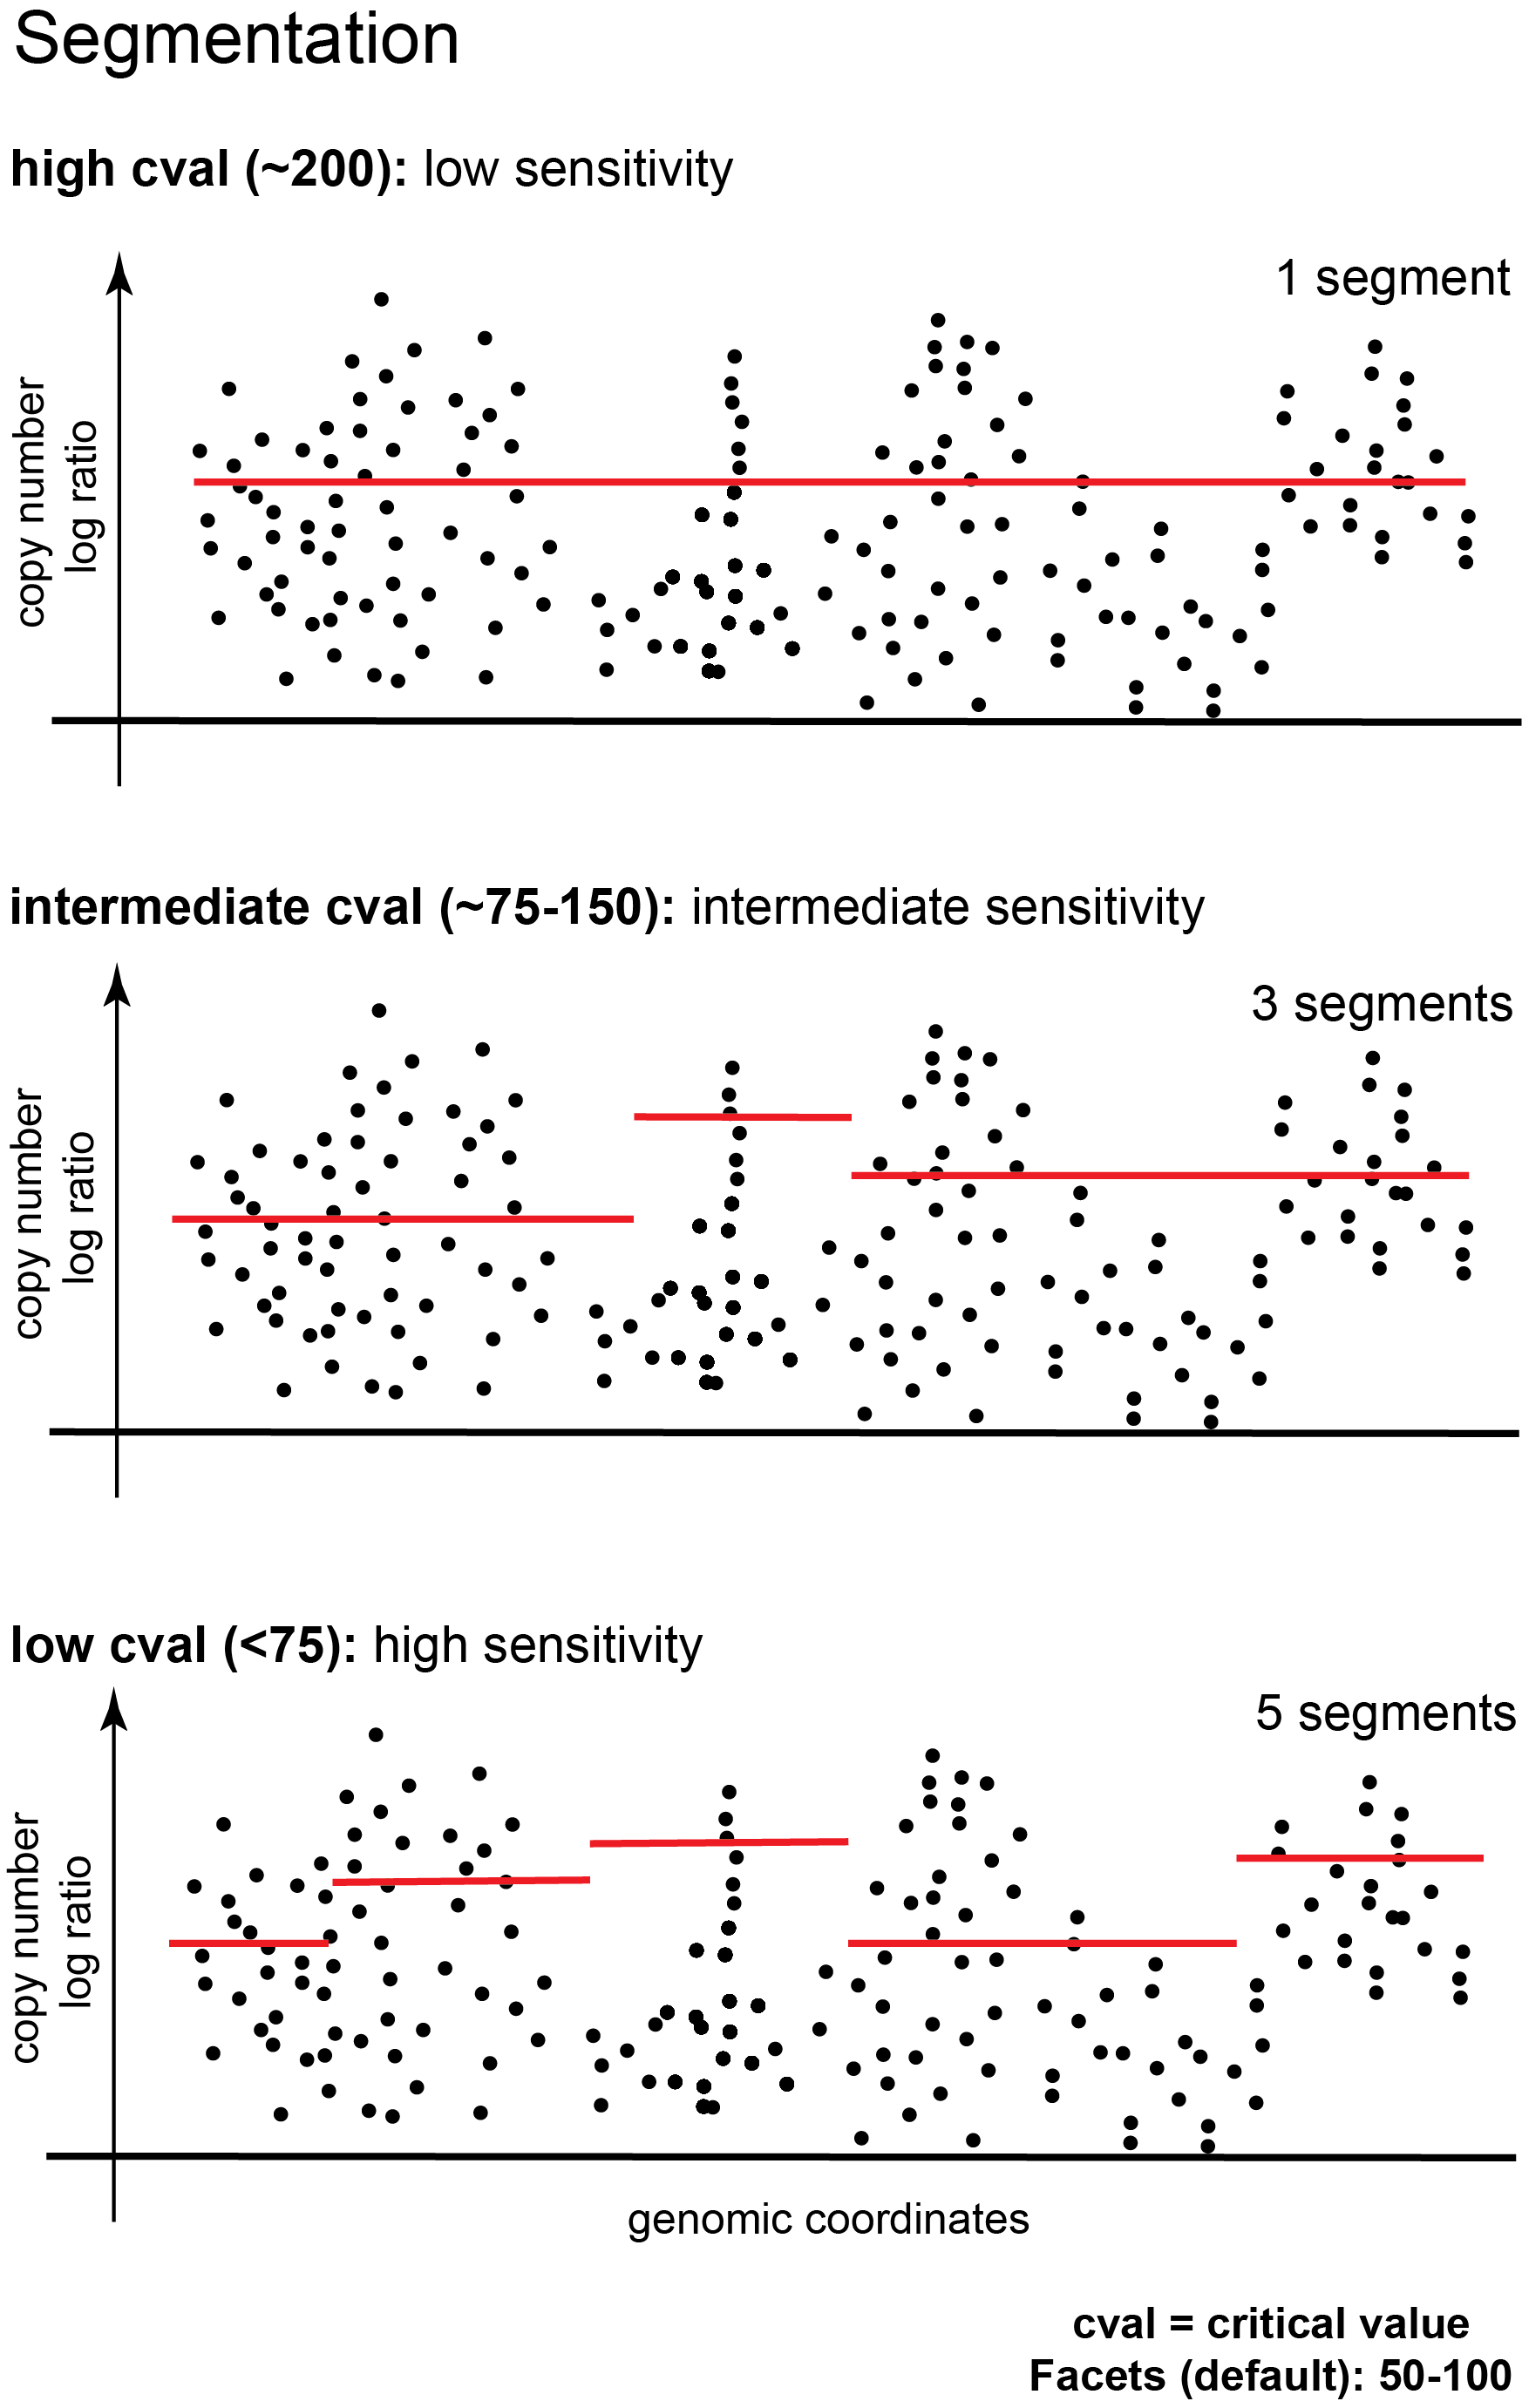 Segmentation
high cval (~200): low sensitivity
1 segment
copy number
log ratio
intermediate cval (~75-150): intermediate sensitivity
3 segments
copy number
log ratio
low cval (<75): high sensitivity
5 segments
copy number
log ratio
genomic coordinates
cval = critical value
Facets (default): 50-100